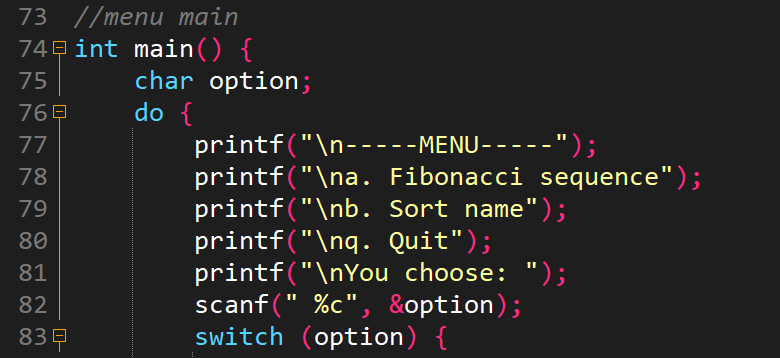 73 //menu main
74 int main() {
75 char option;
76 do {
77 printf("\n-----MENU-----");
78 printf("\na. Fibonacci sequence");
79 printf("\nb. Sort name");
80 printf("\nq. Quit");
81 printf("\nYou choose: ");
82 scanf(" %c", &option);
83 switch (option) {